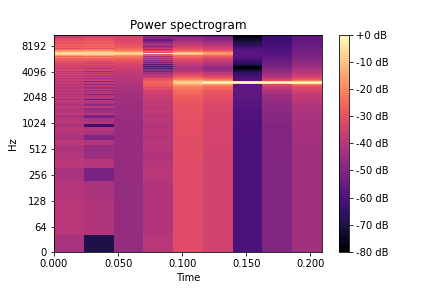 Power spectrogram
8192
4096
2048
1024
512
256
128
64
0
Hz
0.000 0.050 0.100 0.150 0.200
Time
+0 dB
-10 dB
-20 dB
-30 dB
-40 dB
-50 dB
-60 dB
-70 dB
-80 dB